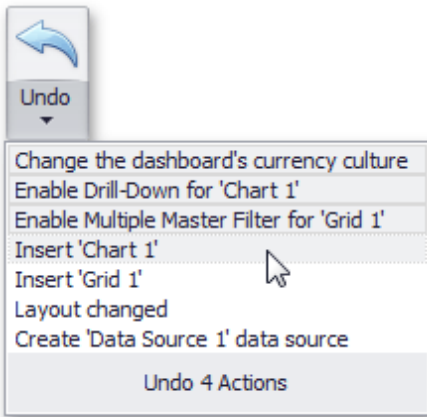 Undo
Change the dashboard's currency culture
Enable Drill-Down for 'Chart 1'
Enable Multiple Master Filter for 'Grid 1'
Insert 'Chart 1'
Insert 'Grid 1'
Layout changed
Create 'Data Source 1' data source
Undo 4 Actions